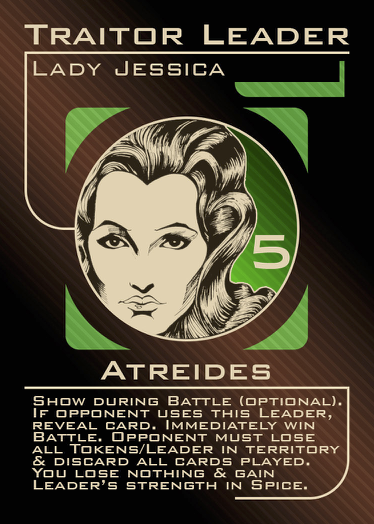 Traitor Leader
Lady Jessica
5
Atreides
Show during Battle (optional).
If opponent uses this Leader,
reveal card. Immediately win
Battle. Opponent must lose
all Tokens/Leader in territory
& discard all cards played.
You lose nothing & gain
Leader's strength in Spice.